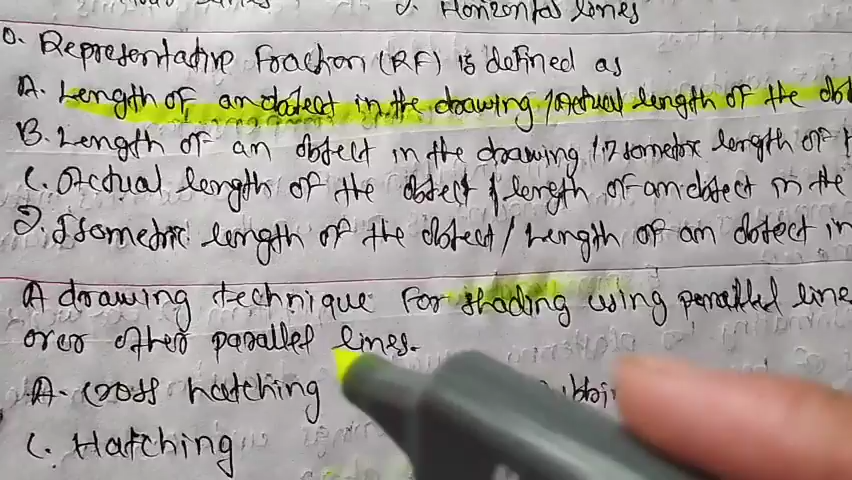 d. Horizontal lines
0. Representative Fraction (RF) is defined as
A. Length of an object in the drawing / Actual length of the obj
B. Length of an object in the drawing / Isometric length of
C. Actual length of the object / length of an object in the
D. Isometric length of the object / Length of an object in
A drawing technique for shading using parallel line
over other parallel lines.
A. Cross hatching
C. Hatching